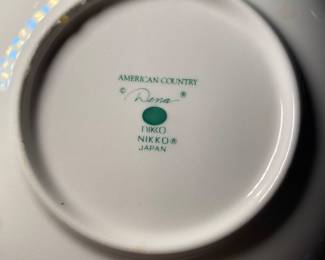 AMERICAN COUNTRY
© Dena ®
nikko
NIKKO®
JAPAN